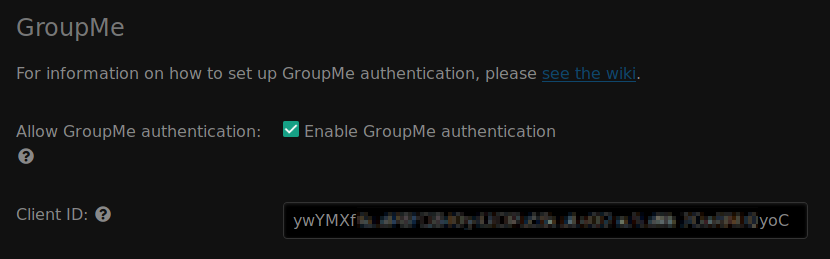 GroupMe
For information on how to set up GroupMe authentication, please see the wiki.
Allow GroupMe authentication: Enable GroupMe authentication
Client ID: ywYMXf yoC